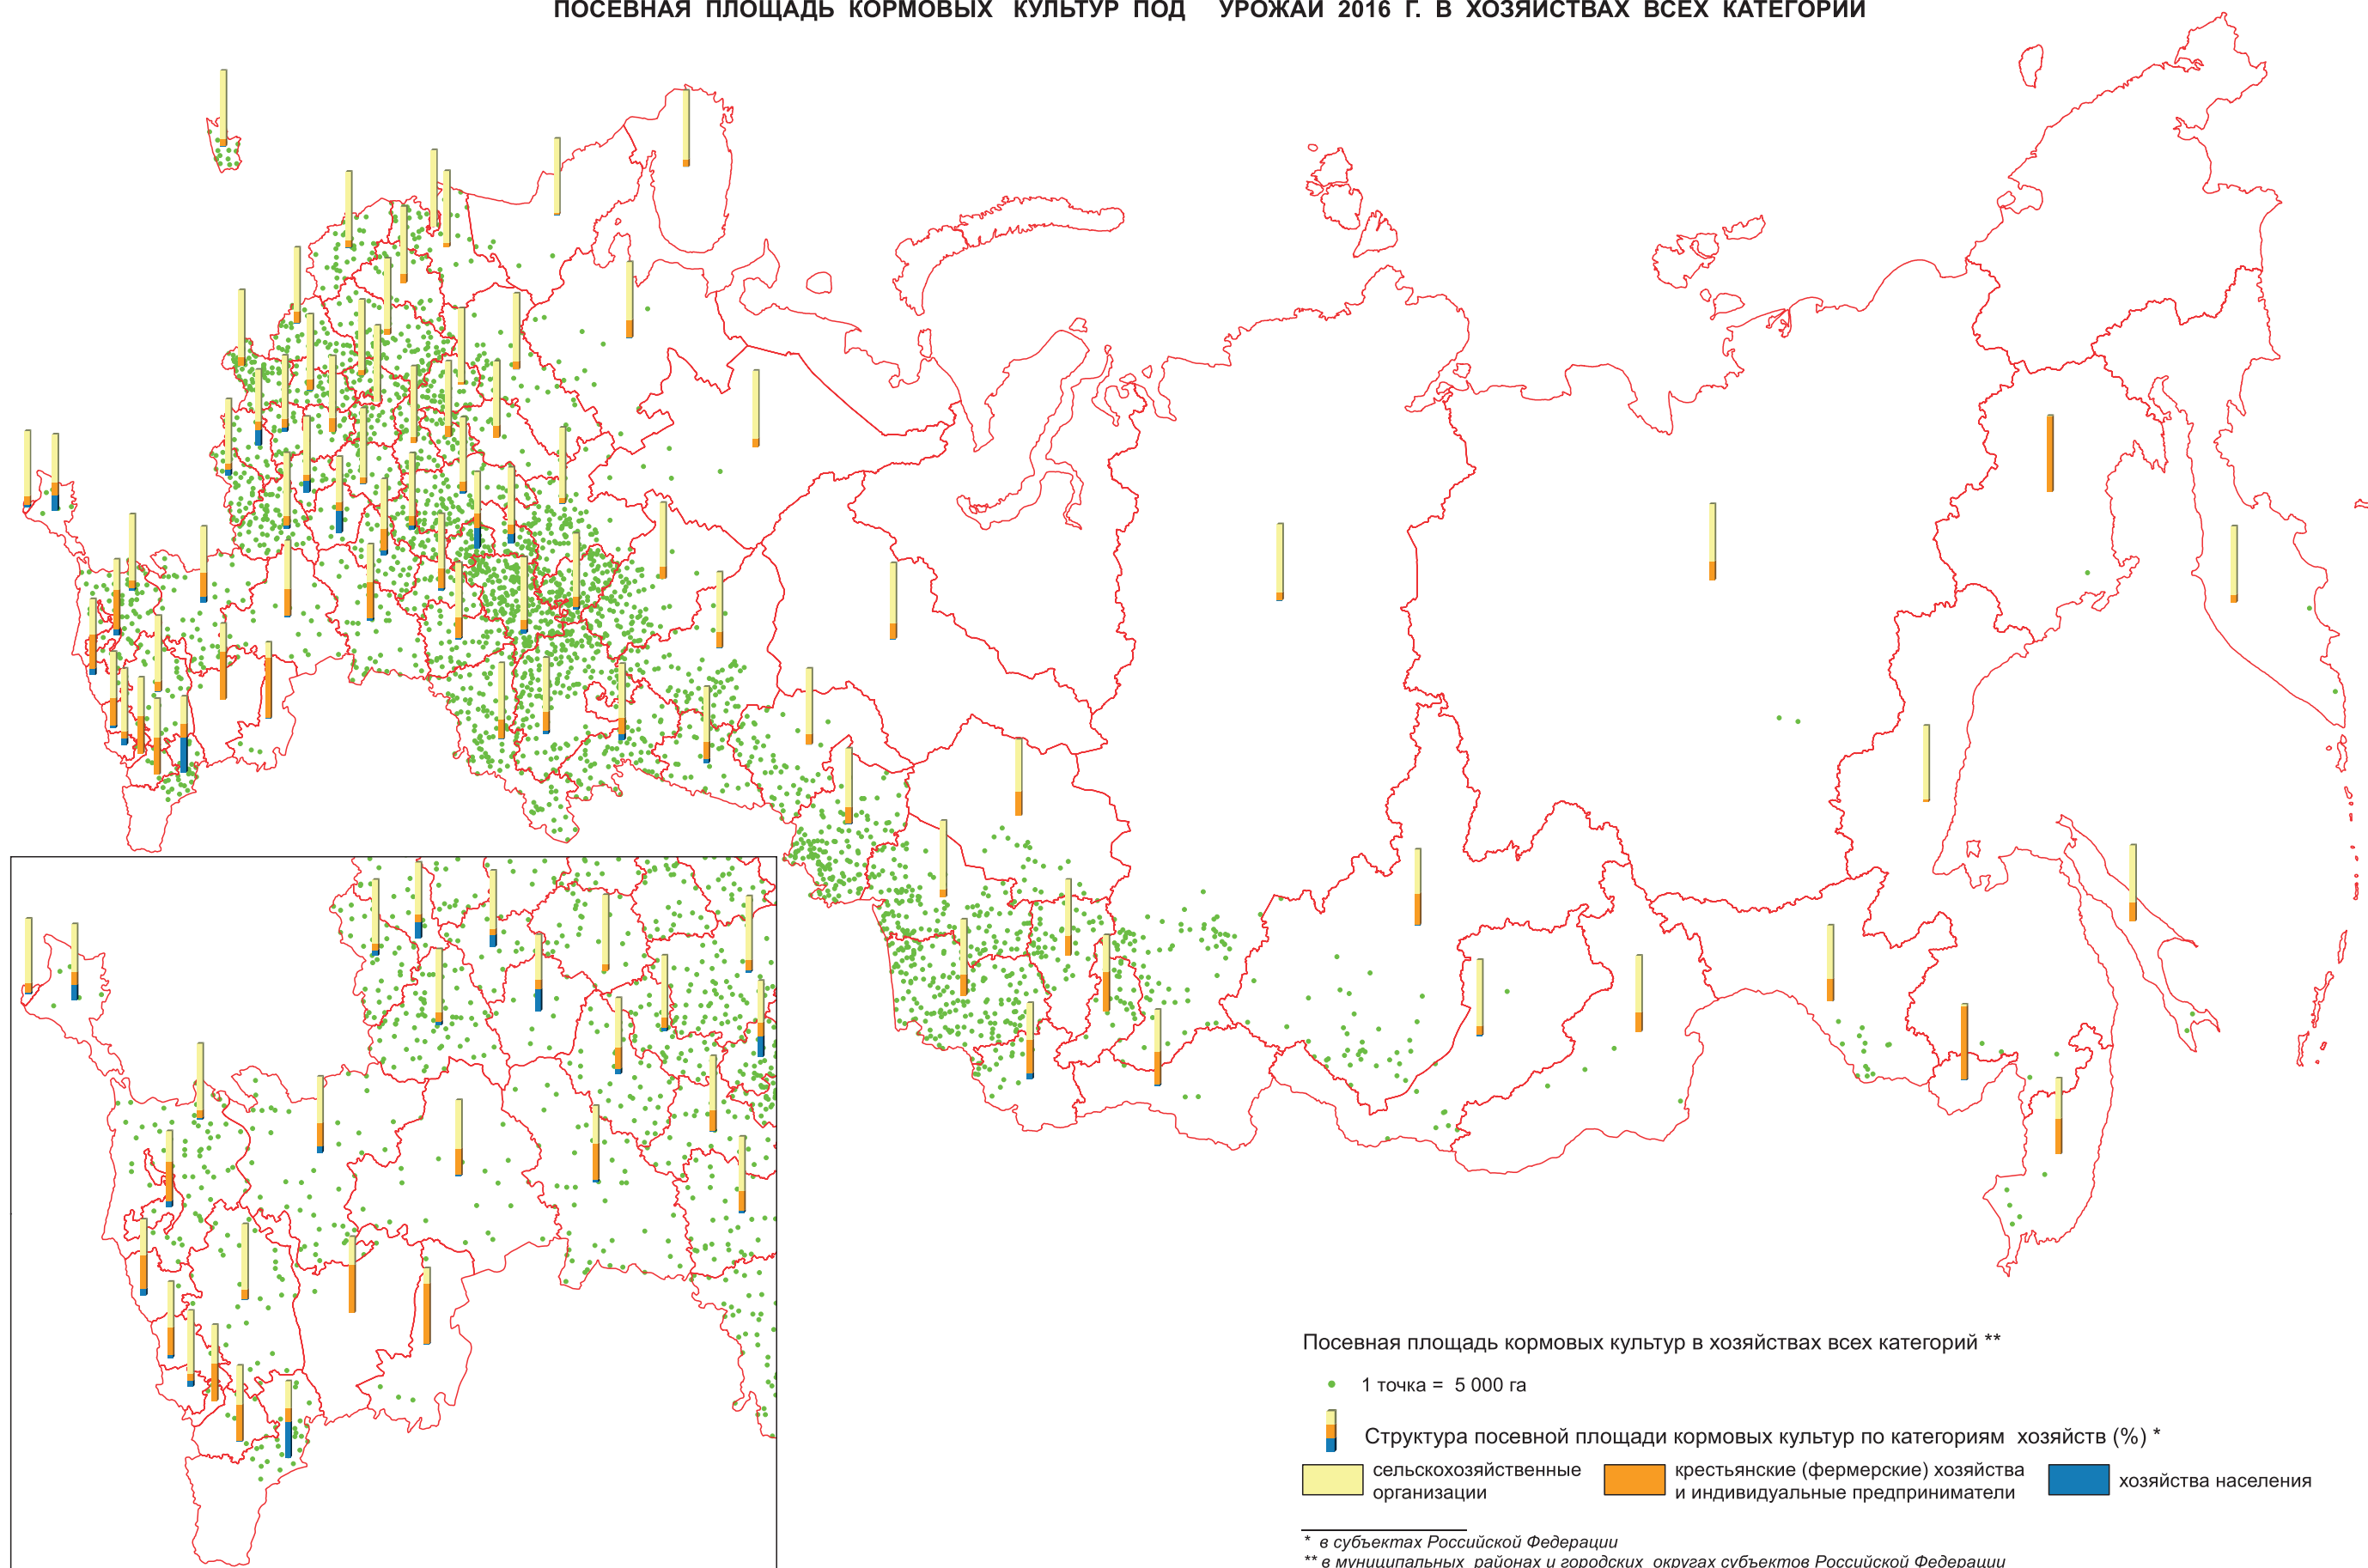 ПОСЕВНАЯ ПЛОЩАДЬ КОРМОВЫХ КУЛЬТУР ПОД УРОЖАЙ 2016 Г. В ХОЗЯЙСТВАХ ВСЕХ КАТЕГОРИЙ
Посевная площадь кормовых культур в хозяйствах всех категорий **
1 точка = 5 000 га
Структура посевной площади кормовых культур по категориям хозяйств (%) *
сельскохозяйственные
организации
крестьянские (фермерские) хозяйства
и индивидуальные предприниматели
хозяйства населения
* в субъектах Российской Федерации
** в муниципальных районах и городских округах субъектов Российской Федерации